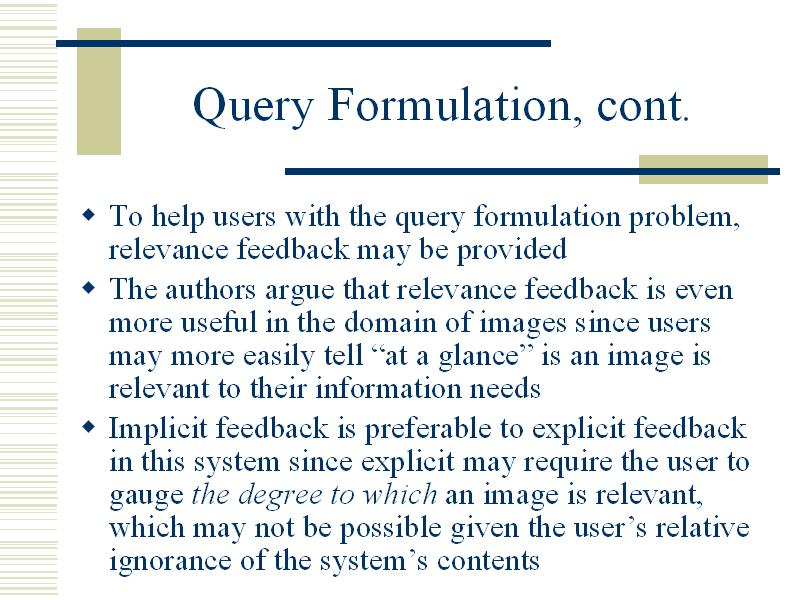 Query Formulation, cont.
To help users with the query formulation problem,
relevance feedback may be provided
The authors argue that relevance feedback is even
more useful in the domain of images since users
may more easily tell “at a glance” is an image is
relevant to their information needs
Implicit feedback is preferable to explicit feedback
in this system since explicit may require the user to
gauge the degree to which an image is relevant,
which may not be possible given the user’s relative
ignorance of the system’s contents